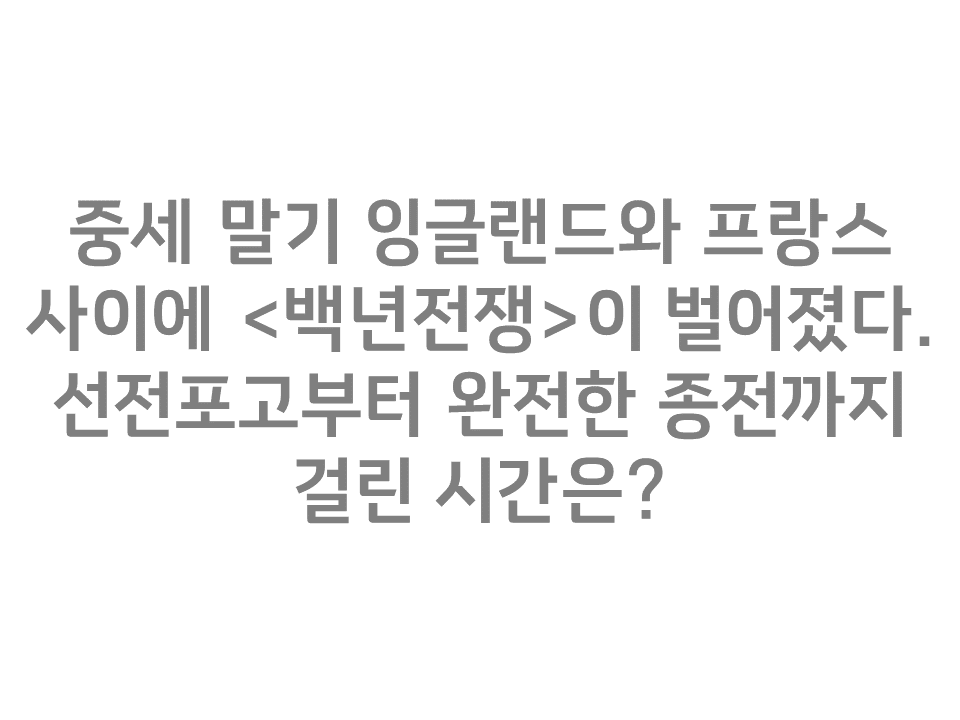 중세 말기 잉글랜드와 프랑스
사이에 <백년전쟁>이 벌어졌다.
선전포고부터 완전한 종전까지
걸린 시간은?